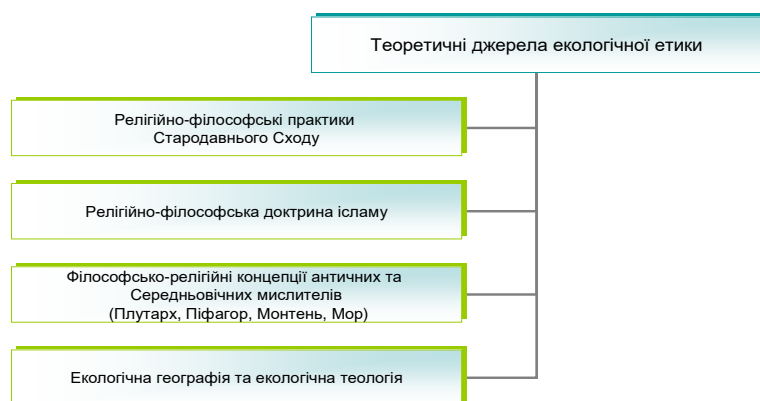 Теоретичні джерела екологічної етики
Релігійно-філософські практики
Стародавнього Сходу
Релігійно-філософська доктрина ісламу
Філософсько-релігійні концепції античних та
Середньовічних мислителів
(Плутарх, Піфагор, Монтень, Мор)
Екологічна географія та екологічна теологія